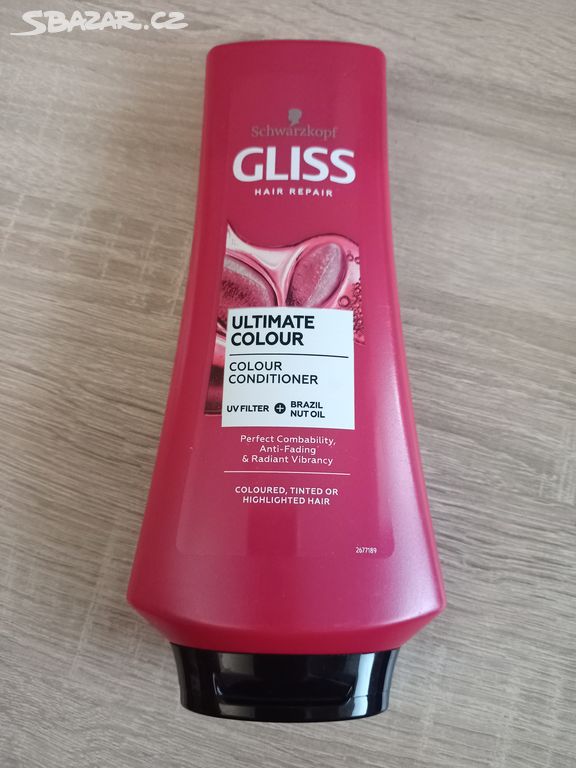 SBAZAR.CZ
Schwarzkopf
GLISS
HAIR REPAIR
ULTIMATE
COLOUR
COLOUR
CONDITIONER
UV FILTER + BRAZIL
NUT OIL
Perfect Combability,
Anti-Fading
& Radiant Vibrancy
COLOURED, TINTED OR
HIGHLIGHTED HAIR
2677189